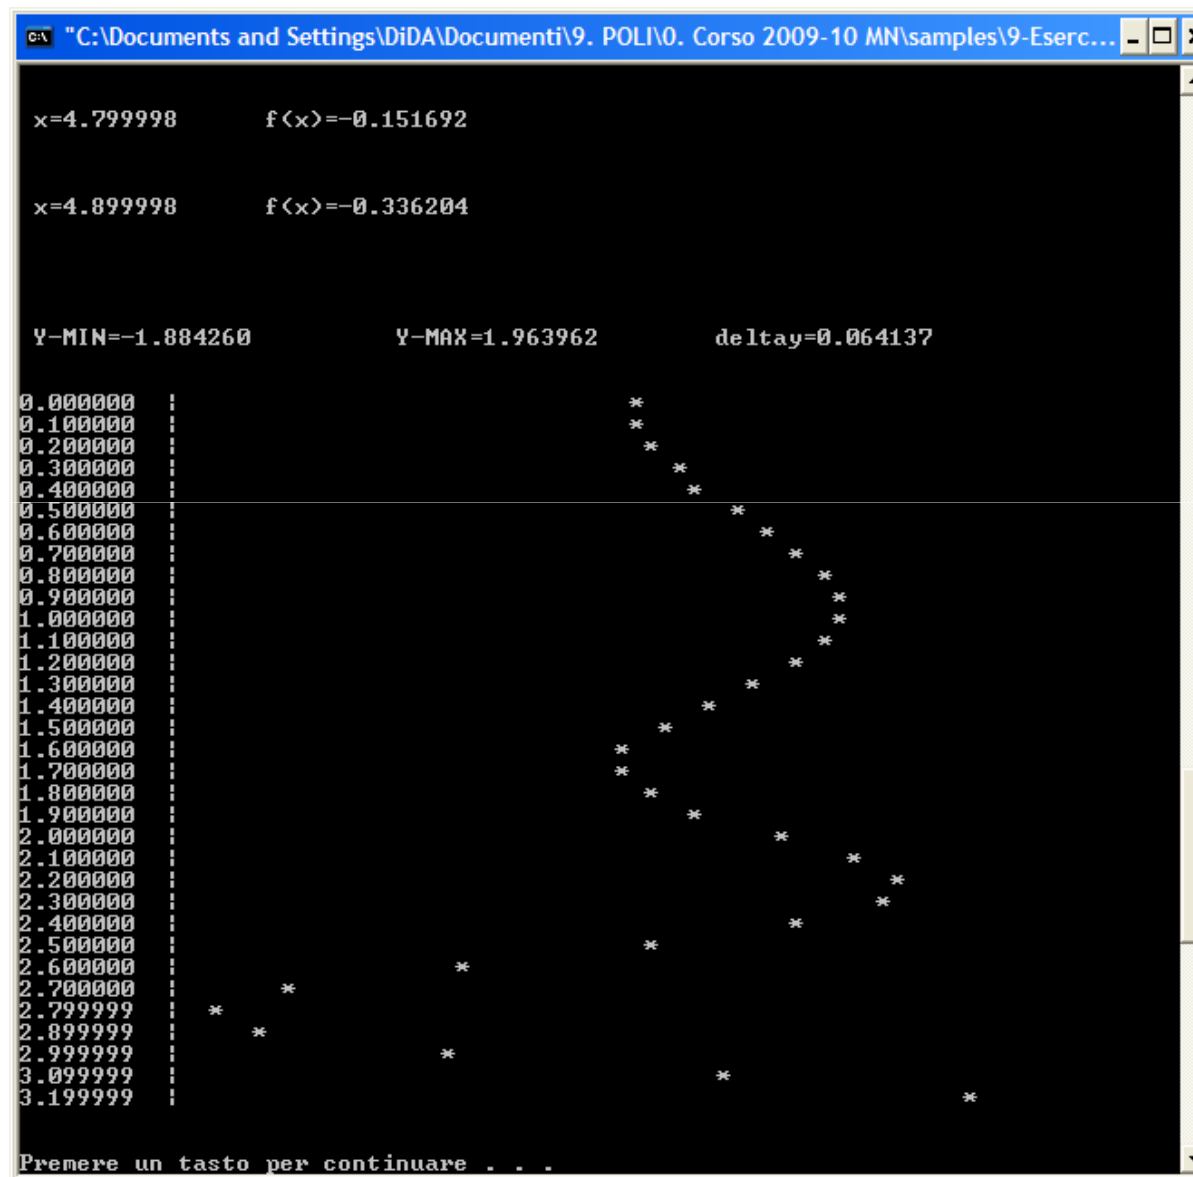 "C:\Documents and Settings\DiDA\Documenti\9. POLI\0. Corso 2009-10 MN\samples\9-Eserc...
x=4.799998 f(x)=-0.151692
x=4.899998 f(x)=-0.336204
Y-MIN=-1.884260 Y-MAX=1.963962 deltay=0.064137
0.000000 ¦ *
0.100000 ¦ *
0.200000 ¦ *
0.300000 ¦ *
0.400000 ¦ *
0.500000 ¦ *
0.600000 ¦ *
0.700000 ¦ *
0.800000 ¦ *
0.900000 ¦ *
1.000000 ¦ *
1.100000 ¦ *
1.200000 ¦ *
1.300000 ¦ *
1.400000 ¦ *
1.500000 ¦ *
1.600000 ¦ *
1.700000 ¦ *
1.800000 ¦ *
1.900000 ¦ *
2.000000 ¦ *
2.100000 ¦ *
2.200000 ¦ *
2.300000 ¦ *
2.400000 ¦ *
2.500000 ¦ *
2.600000 ¦ *
2.700000 ¦ *
2.799999 ¦ *
2.899999 ¦ *
2.999999 ¦ *
3.099999 ¦ *
3.199999 ¦ *
Premere un tasto per continuare . . .